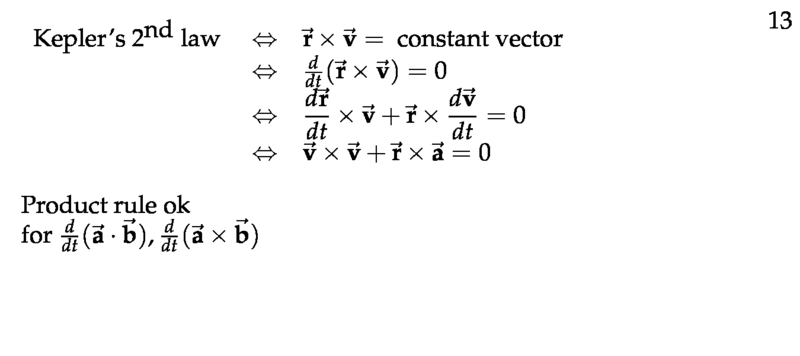 13
Kepler's 2nd law ⇔ r⃗ × v⃗ = constant vector
⇔ d/dt (r⃗ × v⃗) = 0
⇔ dr⃗/dt × v⃗ + r⃗ × dv⃗/dt = 0
⇔ v⃗ × v⃗ + r⃗ × a⃗ = 0
Product rule ok
for d/dt (a⃗ · b⃗), d/dt (a⃗ × b⃗)